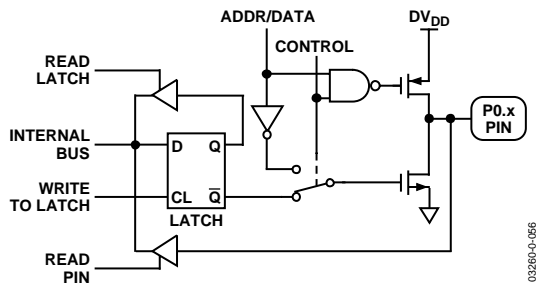 ADDR/DATA
DVDD
CONTROL
READ
LATCH
P0.x
PIN
INTERNAL
BUS
D
Q
WRITE
TO LATCH
CL
Q̅
LATCH
READ
PIN
03260-0-056